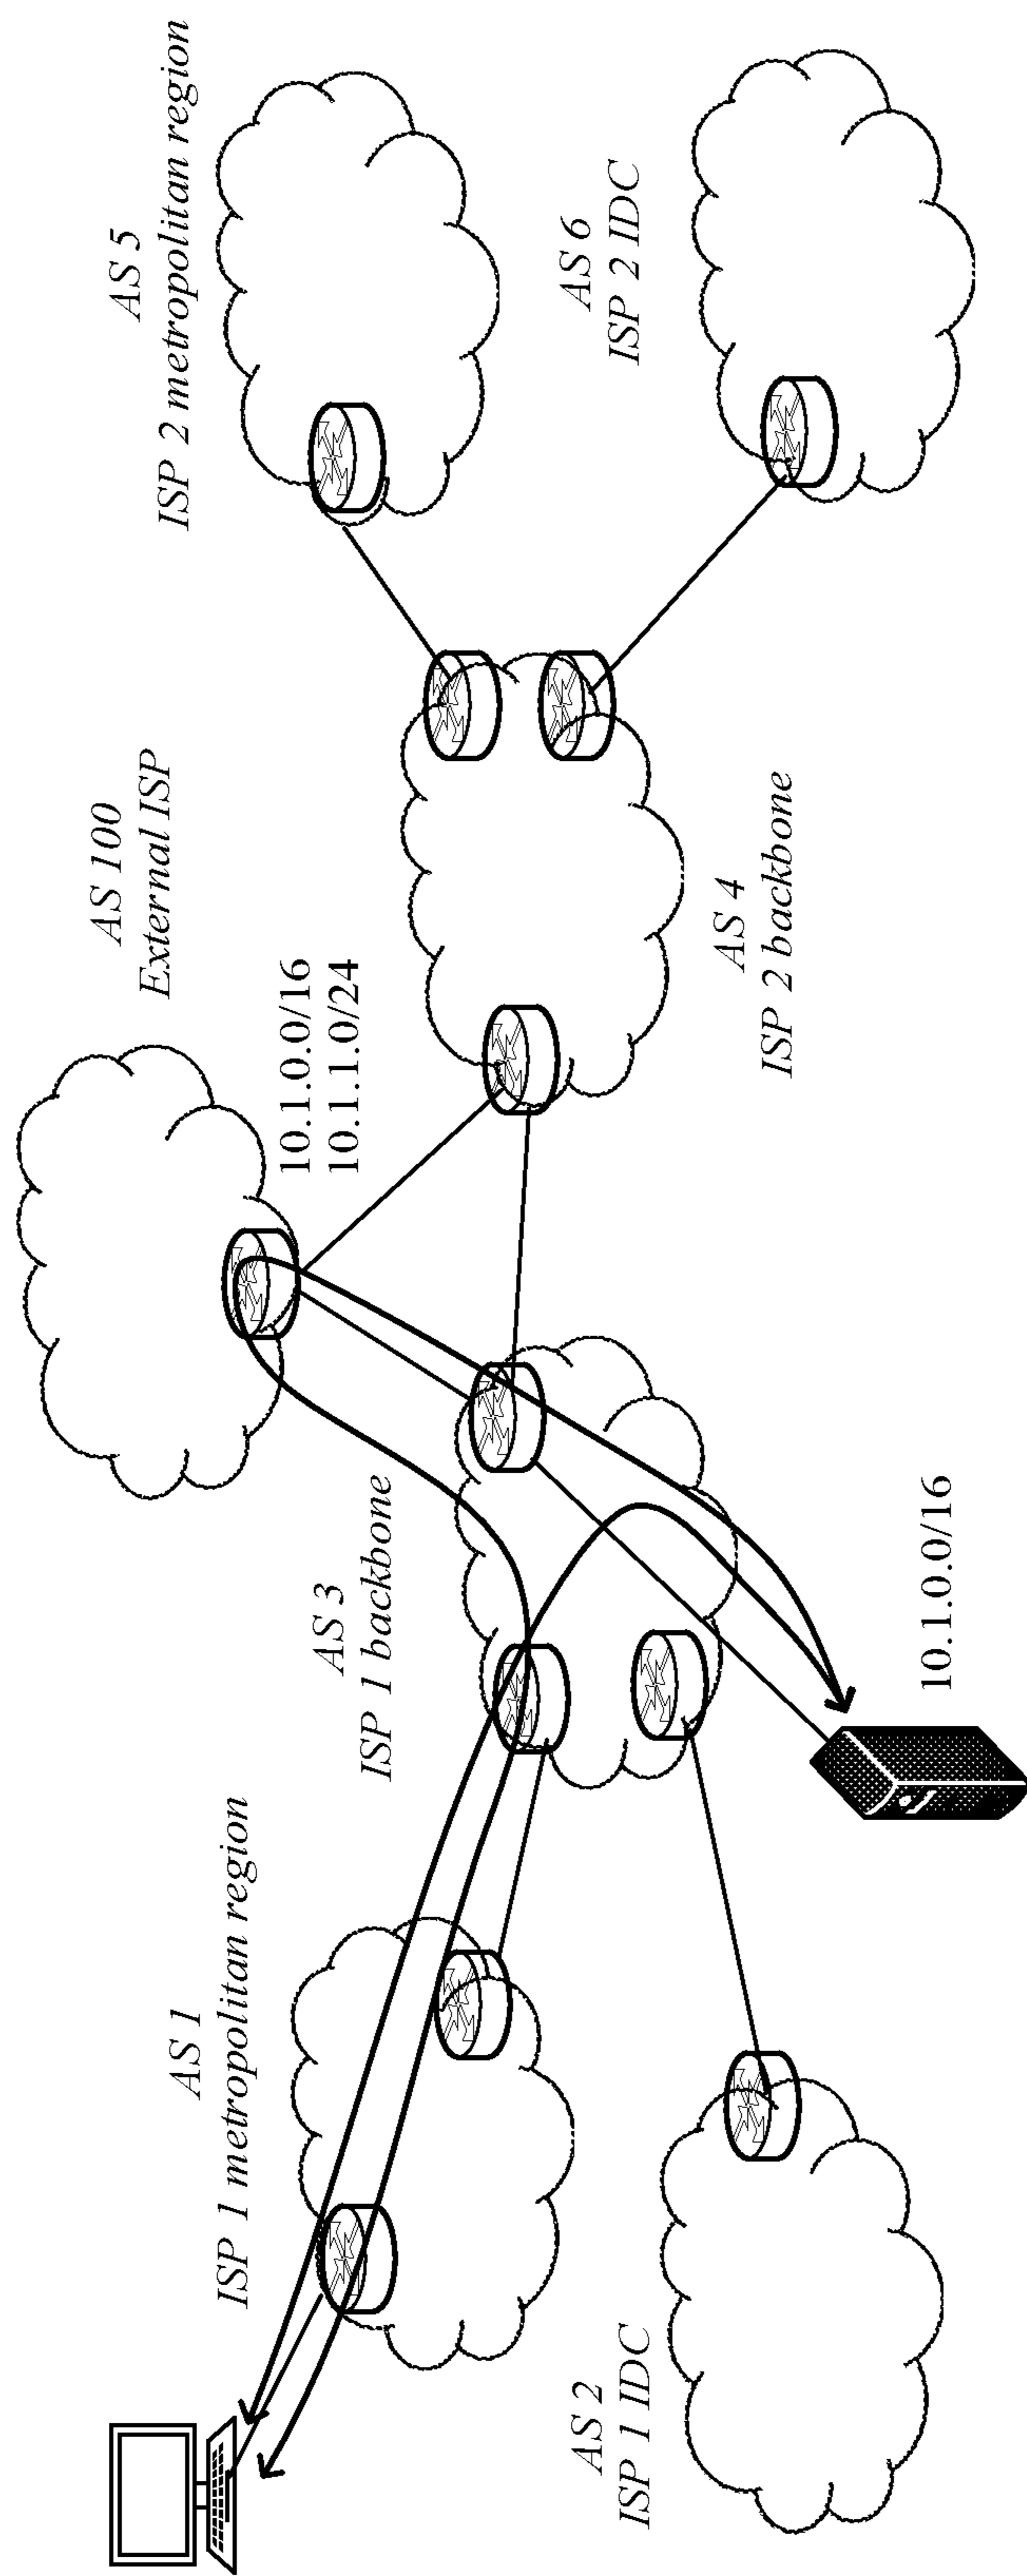 AS 1
ISP 1 metropolitan region
AS 2
ISP 1 IDC
AS 3
ISP 1 backbone
10.1.0.0/16
AS 100
External ISP
10.1.0.0/16
10.1.1.0/24
AS 4
ISP 2 backbone
AS 5
ISP 2 metropolitan region
AS 6
ISP 2 IDC